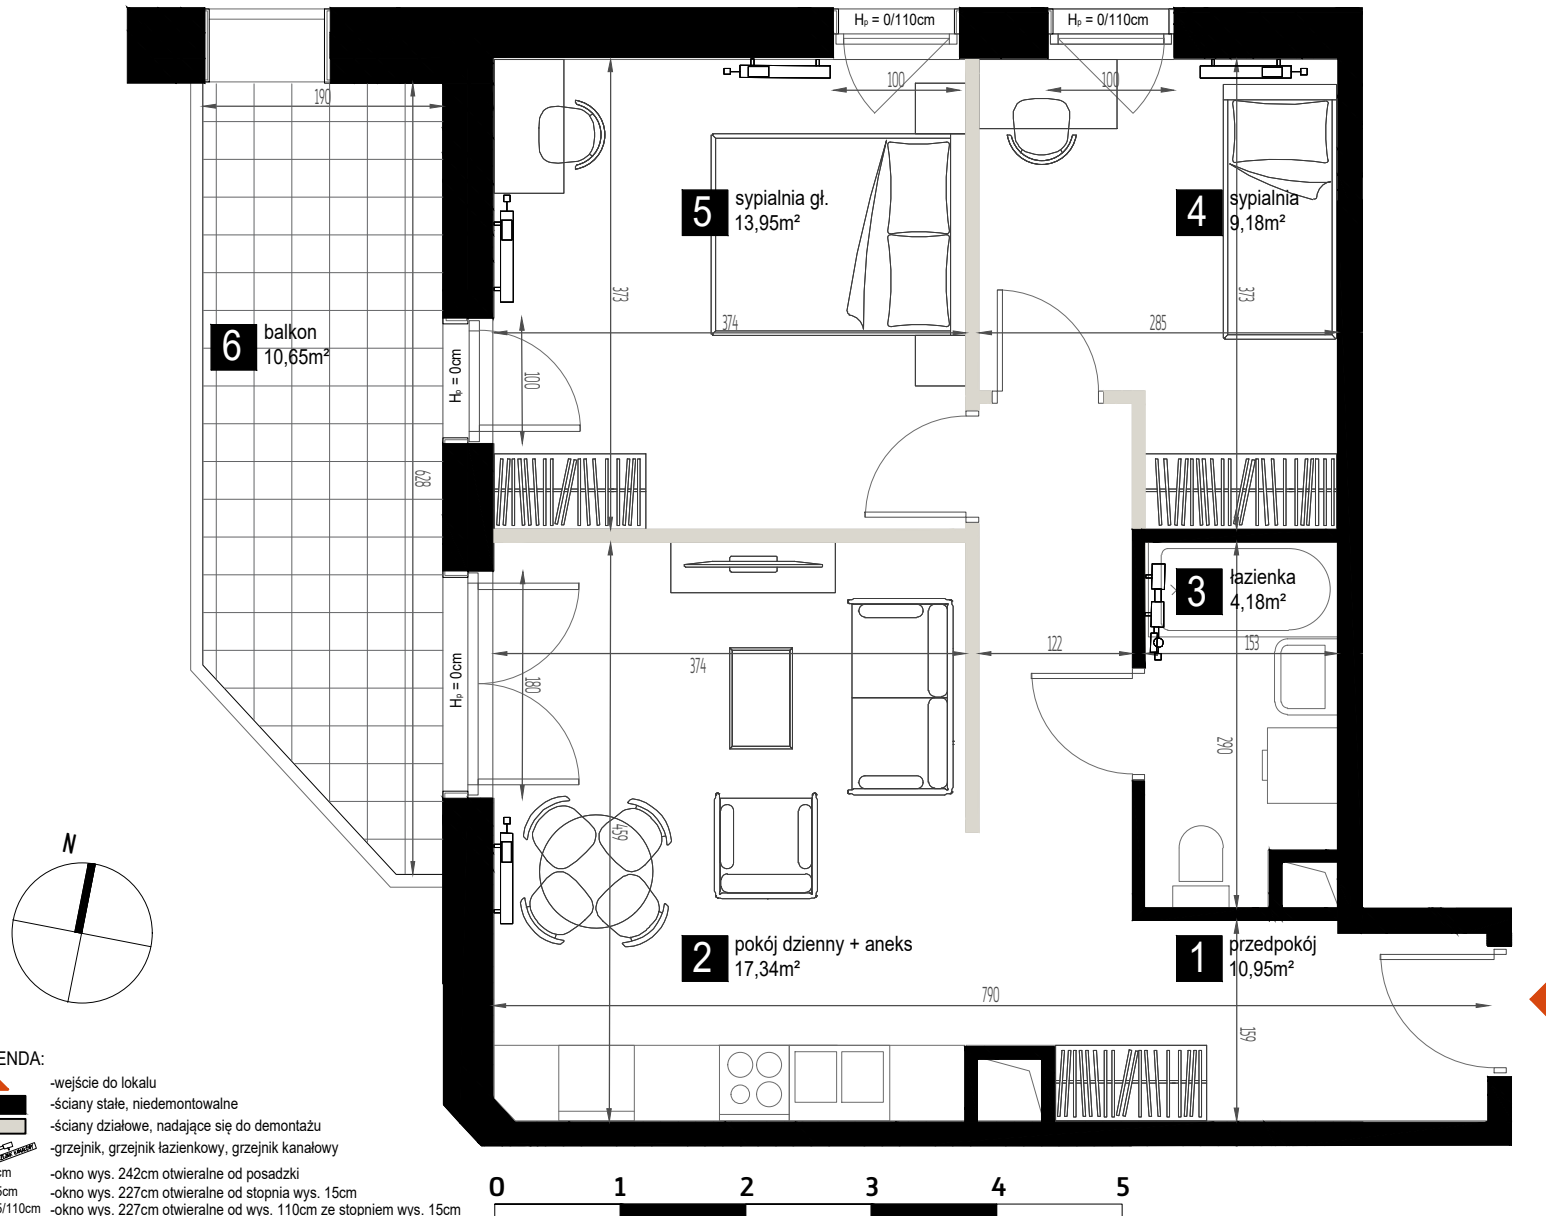 Hₚ = 0/110cm
Hₚ = 0/110cm
190
100
100
5
sypialnia gł.
13,95m²
4
sypialnia
9,18m²
373
373
374
285
6
balkon
10,65m²
Hₚ = 0cm
100
628
3
łazienka
4,18m²
374
122
153
Hₚ = 0cm
180
290
459
N
2
pokój dzienny + aneks
17,34m²
1
przedpokój
10,95m²
790
159
ENDA:
-wejście do lokalu
-ściany stałe, niedemontowalne
-ściany działowe, nadające się do demontażu
-grzejnik, grzejnik łazienkowy, grzejnik kanałowy
cm -okno wys. 242cm otwieralne od posadzki
5cm -okno wys. 227cm otwieralne od stopnia wys. 15cm
5/110cm -okno wys. 227cm otwieralne od wys. 110cm ze stopniem wys. 15cm
0 1 2 3 4 5